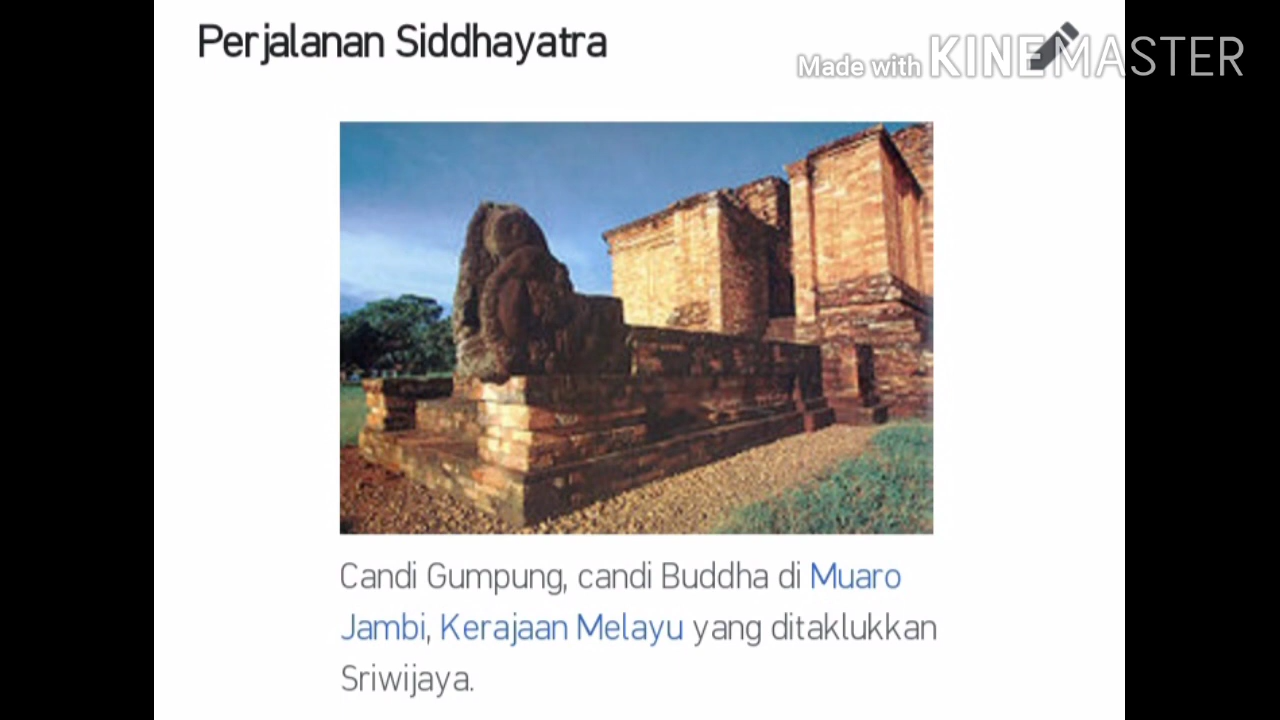 Perjalanan Siddhayatra
Made with KINEMASTER
Candi Gumpung, candi Buddha di Muaro
Jambi, Kerajaan Melayu yang ditaklukkan
Sriwijaya.